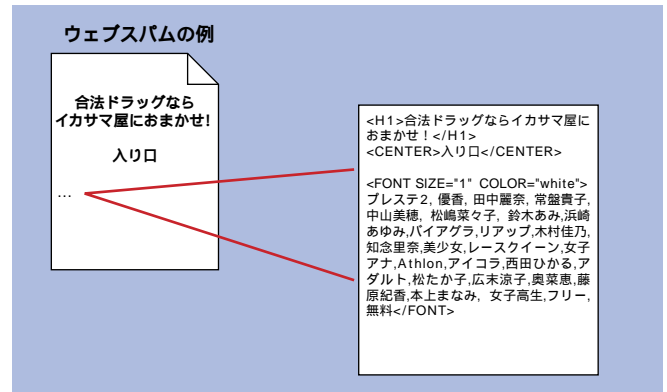 ウェブスパムの例
合法ドラッグなら
イカサマ屋におまかせ!
入り口
…
<H1>合法ドラッグならイカサマ屋に
おまかせ！</H1>
<CENTER>入り口</CENTER>
<FONT SIZE="1" COLOR="white">
プレステ2, 優香, 田中麗奈, 常盤貴子,
中山美穂, 松嶋菜々子, 鈴木あみ,浜崎
あゆみ,バイアグラ,リアップ,木村佳乃,
知念里奈,美少女,レースクイーン,女子
アナ,Athlon,アイコラ,西田ひかる,ア
ダルト,松たか子,広末涼子,奥菜恵,藤
原紀香,本上まなみ, 女子高生,フリー,
無料</FONT>